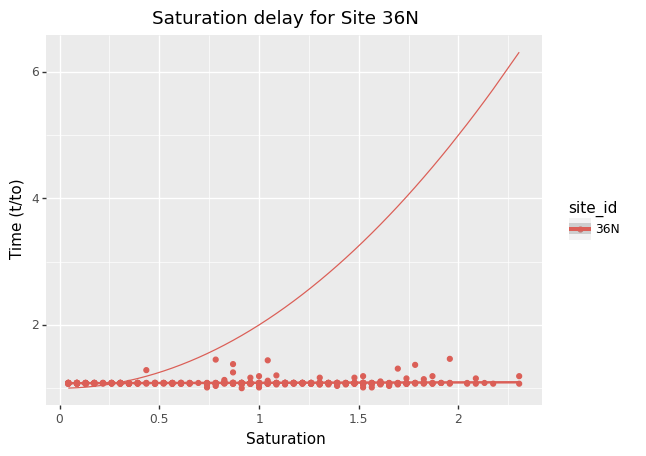 Saturation delay for Site 36N
6
4
2
Time (t/to)
0
0.5
1
1.5
2
Saturation
site_id
36N